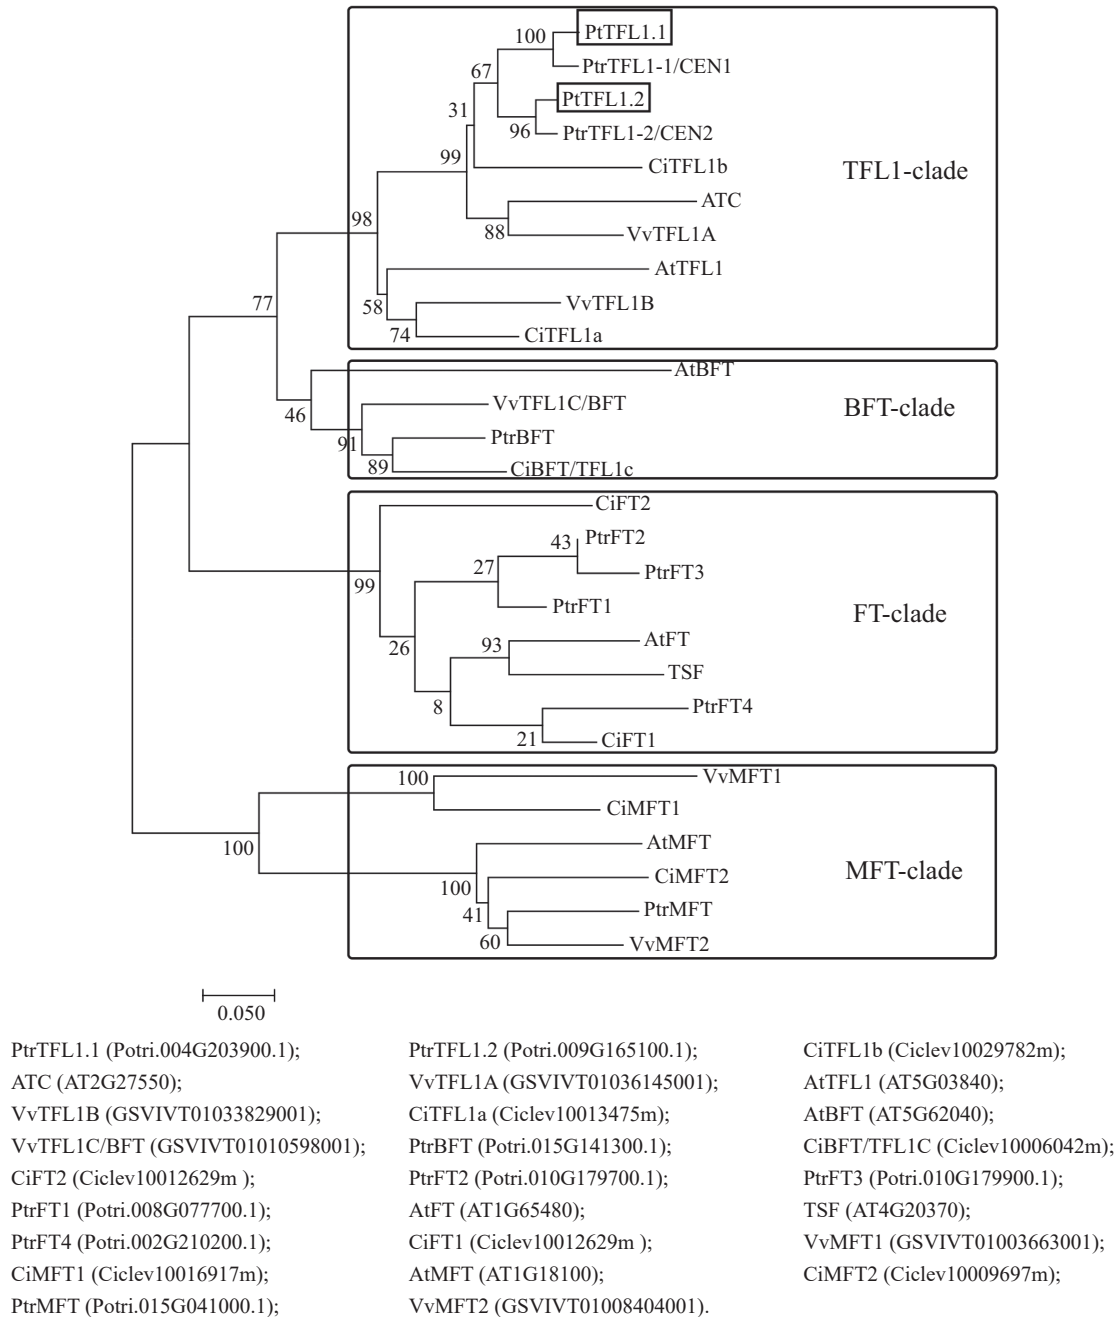 PtTFL1.1
100
PtrTFL1-1/CEN1
67
PtTFL1.2
31
96
PtrTFL1-2/CEN2
99
CiTFL1b
TFL1-clade
ATC
98
88
VvTFL1A
AtTFL1
77
58
VvTFL1B
74
CiTFL1a
AtBFT
46
VvTFL1C/BFT
BFT-clade
91
PtrBFT
89
CiBFT/TFL1c
CiFT2
43
PtrFT2
27
PtrFT3
99
PtrFT1
FT-clade
26
93
AtFT
TSF
8
PtrFT4
21
CiFT1
100
VvMFT1
CiMFT1
100
AtMFT
100
CiMFT2
MFT-clade
41
PtrMFT
60
VvMFT2
0.050
PtrTFL1.1 (Potri.004G203900.1); PtrTFL1.2 (Potri.009G165100.1); CiTFL1b (Ciclev10029782m);
ATC (AT2G27550); VvTFL1A (GSVIVT01036145001); AtTFL1 (AT5G03840);
VvTFL1B (GSVIVT01033829001); CiTFL1a (Ciclev10013475m); AtBFT (AT5G62040);
VvTFL1C/BFT (GSVIVT01010598001); PtrBFT (Potri.015G141300.1); CiBFT/TFL1C (Ciclev10006042m);
CiFT2 (Ciclev10012629m ); PtrFT2 (Potri.010G179700.1); PtrFT3 (Potri.010G179900.1);
PtrFT1 (Potri.008G077700.1); AtFT (AT1G65480); TSF (AT4G20370);
PtrFT4 (Potri.002G210200.1); CiFT1 (Ciclev10012629m ); VvMFT1 (GSVIVT01003663001);
CiMFT1 (Ciclev10016917m); AtMFT (AT1G18100); CiMFT2 (Ciclev10009697m);
PtrMFT (Potri.015G041000.1); VvMFT2 (GSVIVT01008404001).